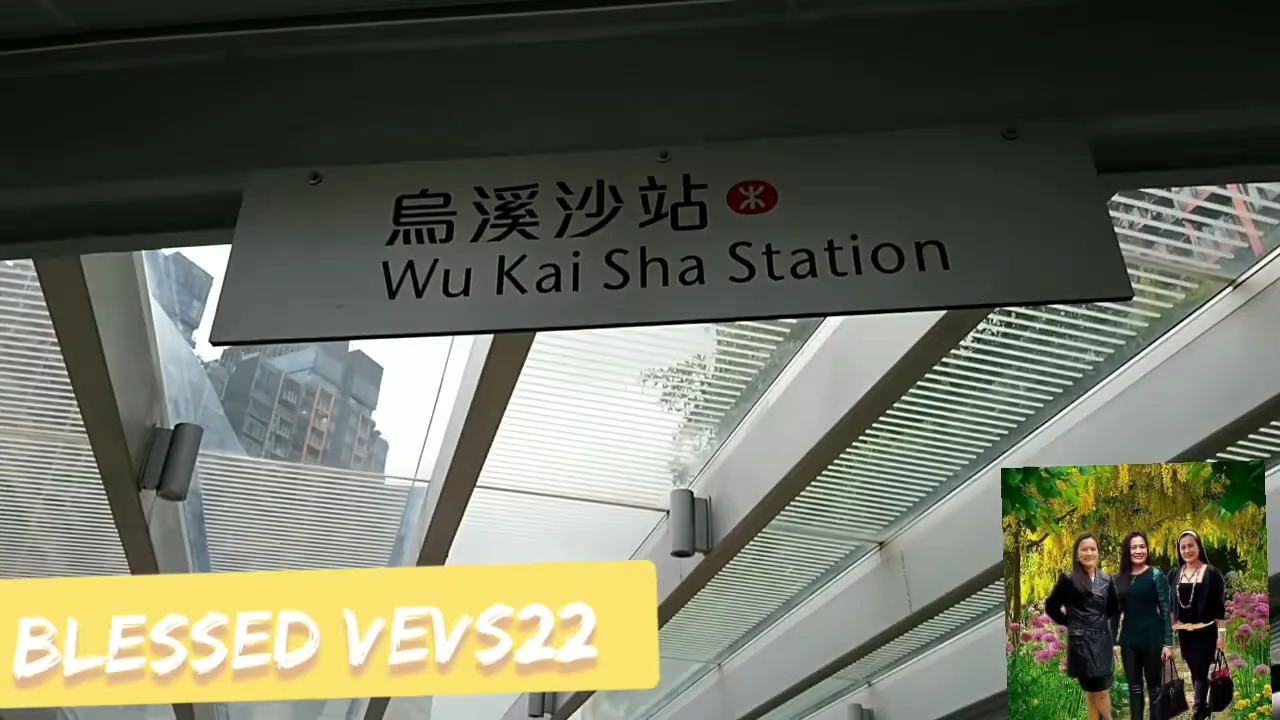 烏溪沙站
Wu Kai Sha Station
BLESSED VEVS22